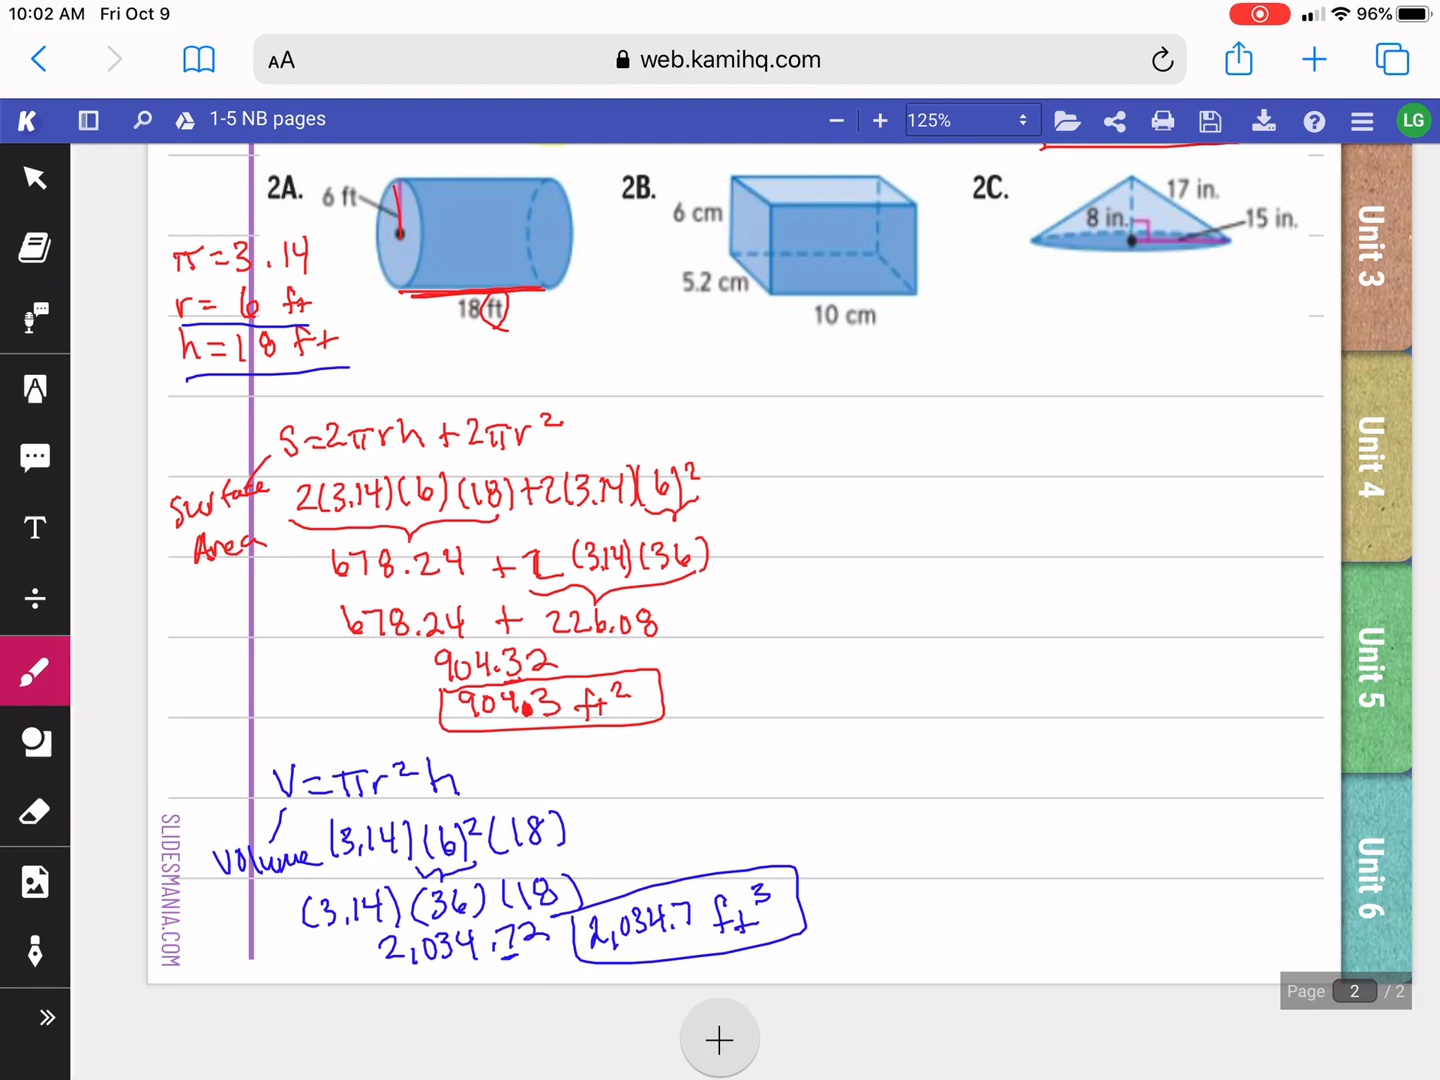 10:02 AM Fri Oct 9
96%
AA
web.kamihq.com
K
1-5 NB pages
125%
LG
2A.
6 ft
18 ft
2B.
6 cm
5.2 cm
10 cm
2C.
17 in.
8 in.
15 in.
π = 3.14
r = 6 ft
h = 18 ft
S = 2πrh + 2πr²
Surface Area
2(3.14)(6)(18) + 2(3.14)(6)²
678.24 + 2(3.14)(36)
678.24 + 226.08
904.32
904.3 ft²
V = πr²h
Volume
(3.14)(6)²(18)
(3.14)(36)(18)
2,034.72
2,034.7 ft³
SLIDESMANIA.COM
Unit 3
Unit 4
Unit 5
Unit 6
Page 2 / 2